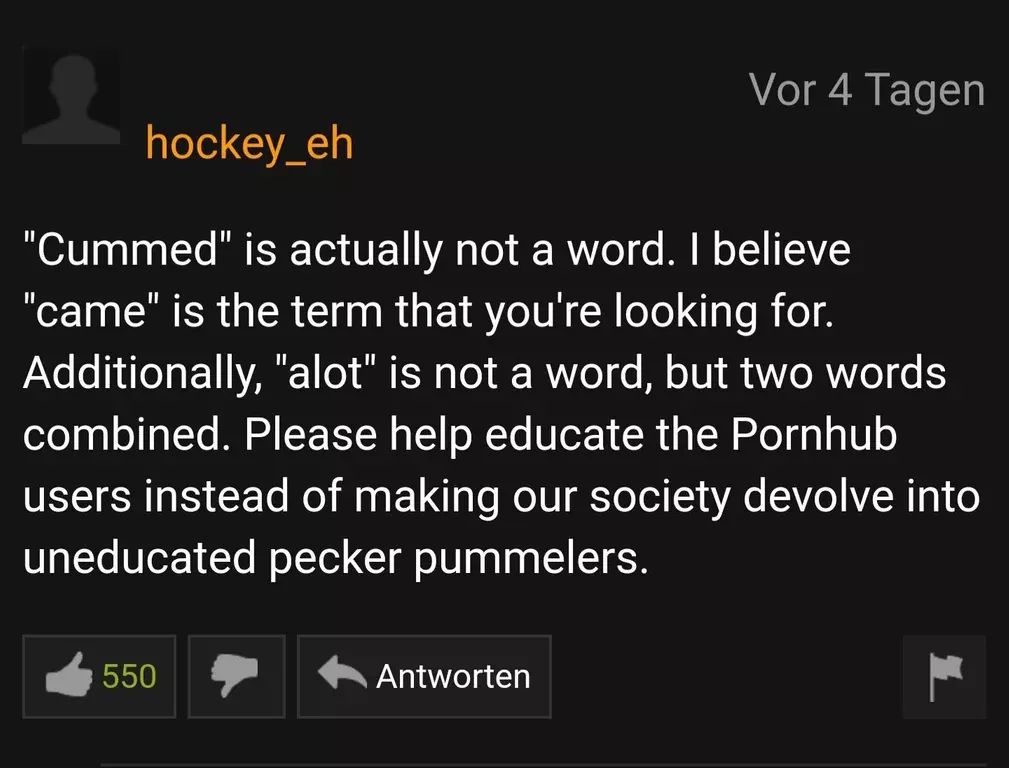 Vor 4 Tagen
hockey_eh
"Cummed" is actually not a word. I believe
"came" is the term that you're looking for.
Additionally, "alot" is not a word, but two words
combined. Please help educate the Pornhub
users instead of making our society devolve into
uneducated pecker pummelers.
550
Antworten